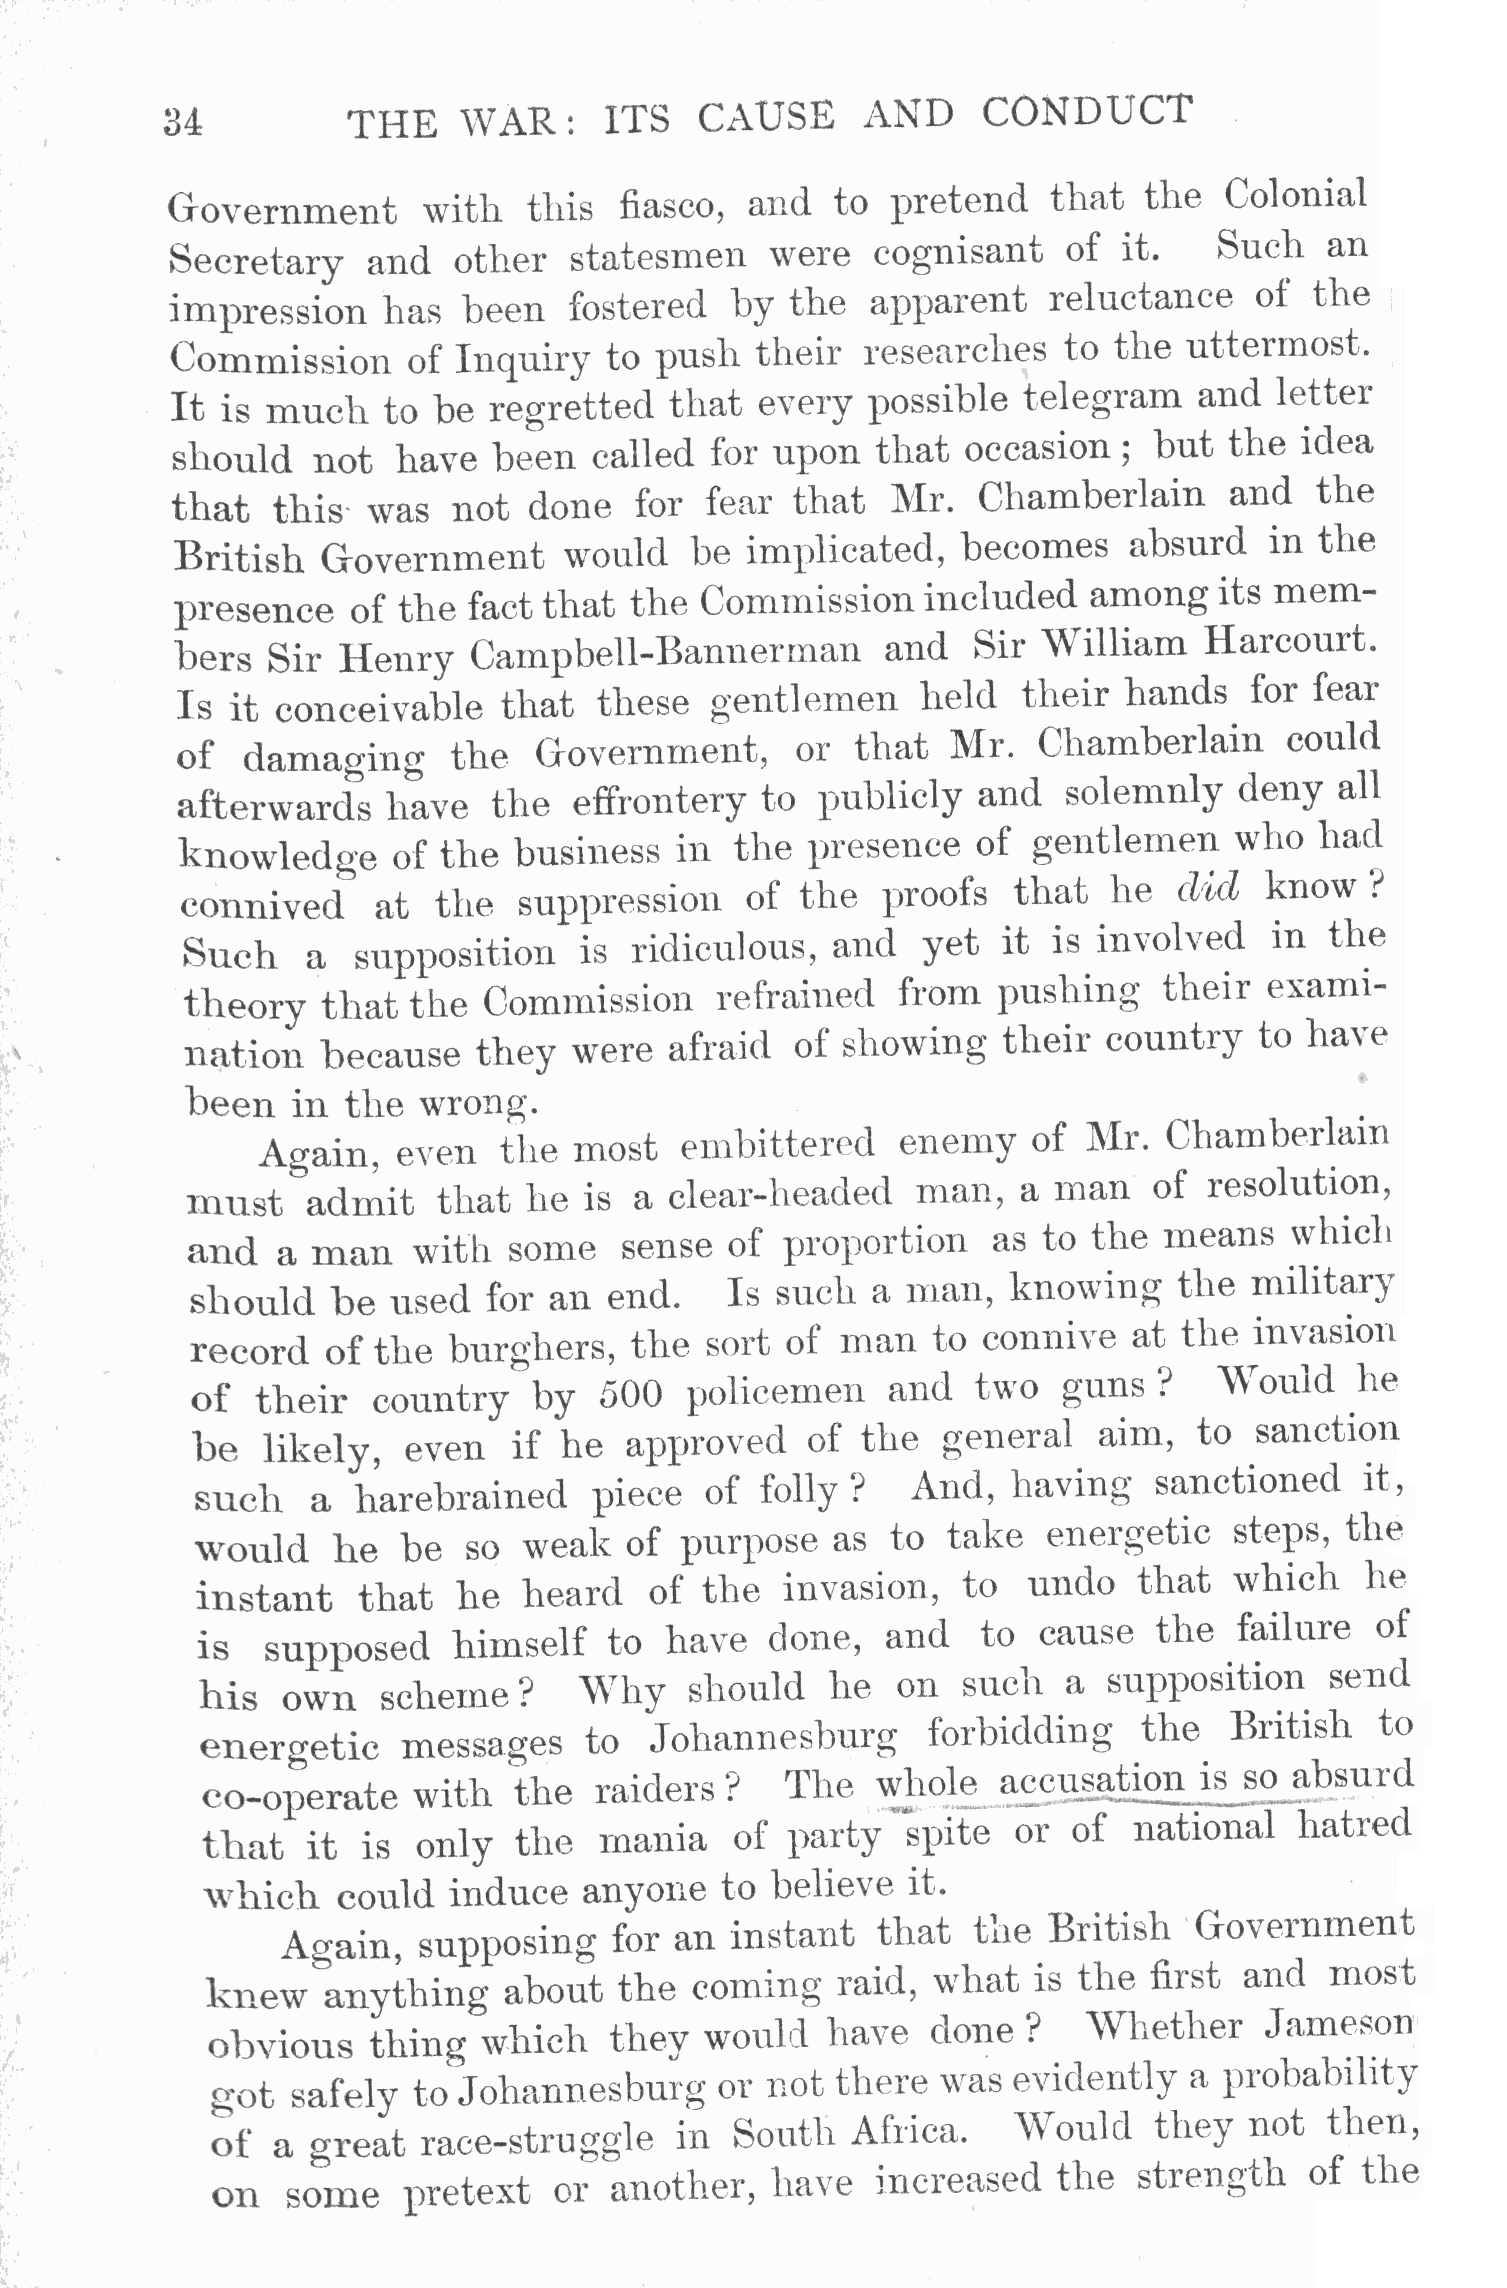 34 THE WAR: ITS CAUSE AND CONDUCT
Government with this fiasco, and to pretend that the Colonial
Secretary and other statesmen were cognisant of it. Such an
impression has been fostered by the apparent reluctance of the
Commission of Inquiry to push their researches to the uttermost.
It is much to be regretted that every possible telegram and letter
should not have been called for upon that occasion; but the idea
that this was not done for fear that Mr. Chamberlain and the
British Government would be implicated, becomes absurd in the
presence of the fact that the Commission included among its mem-
bers Sir Henry Campbell-Bannerman and Sir William Harcourt.
Is it conceivable that these gentlemen held their hands for fear
of damaging the Government, or that Mr. Chamberlain could
afterwards have the effrontery to publicly and solemnly deny all
knowledge of the business in the presence of gentlemen who had
connived at the suppression of the proofs that he did know?
Such a supposition is ridiculous, and yet it is involved in the
theory that the Commission refrained from pushing their exami-
nation because they were afraid of showing their country to have
been in the wrong.
Again, even the most embittered enemy of Mr. Chamberlain
must admit that he is a clear-headed man, a man of resolution,
and a man with some sense of proportion as to the means which
should be used for an end. Is such a man, knowing the military
record of the burghers, the sort of man to connive at the invasion
of their country by 500 policemen and two guns? Would he
be likely, even if he approved of the general aim, to sanction
such a harebrained piece of folly? And, having sanctioned it,
would he be so weak of purpose as to take energetic steps, the
instant that he heard of the invasion, to undo that which he
is supposed himself to have done, and to cause the failure of
his own scheme? Why should he on such a supposition send
energetic messages to Johannesburg forbidding the British to
co-operate with the raiders? The whole accusation is so absurd
that it is only the mania of party spite or of national hatred
which could induce anyone to believe it.
Again, supposing for an instant that the British Government
knew anything about the coming raid, what is the first and most
obvious thing which they would have done? Whether Jameson
got safely to Johannesburg or not there was evidently a probability
of a great race-struggle in South Africa. Would they not then,
on some pretext or another, have increased the strength of the